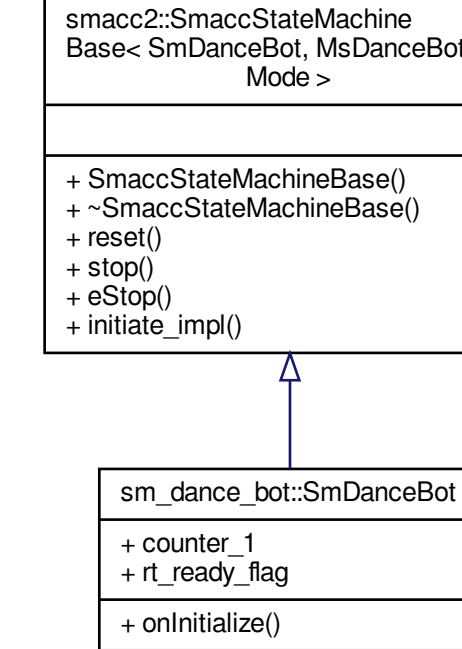 smacc2::SmaccStateMachine
Base< SmDanceBot, MsDanceBot
Mode >
+ SmaccStateMachineBase()
+ ~SmaccStateMachineBase()
+ reset()
+ stop()
+ eStop()
+ initiate_impl()
sm_dance_bot::SmDanceBot
+ counter_1
+ rt_ready_flag
+ onInitialize()